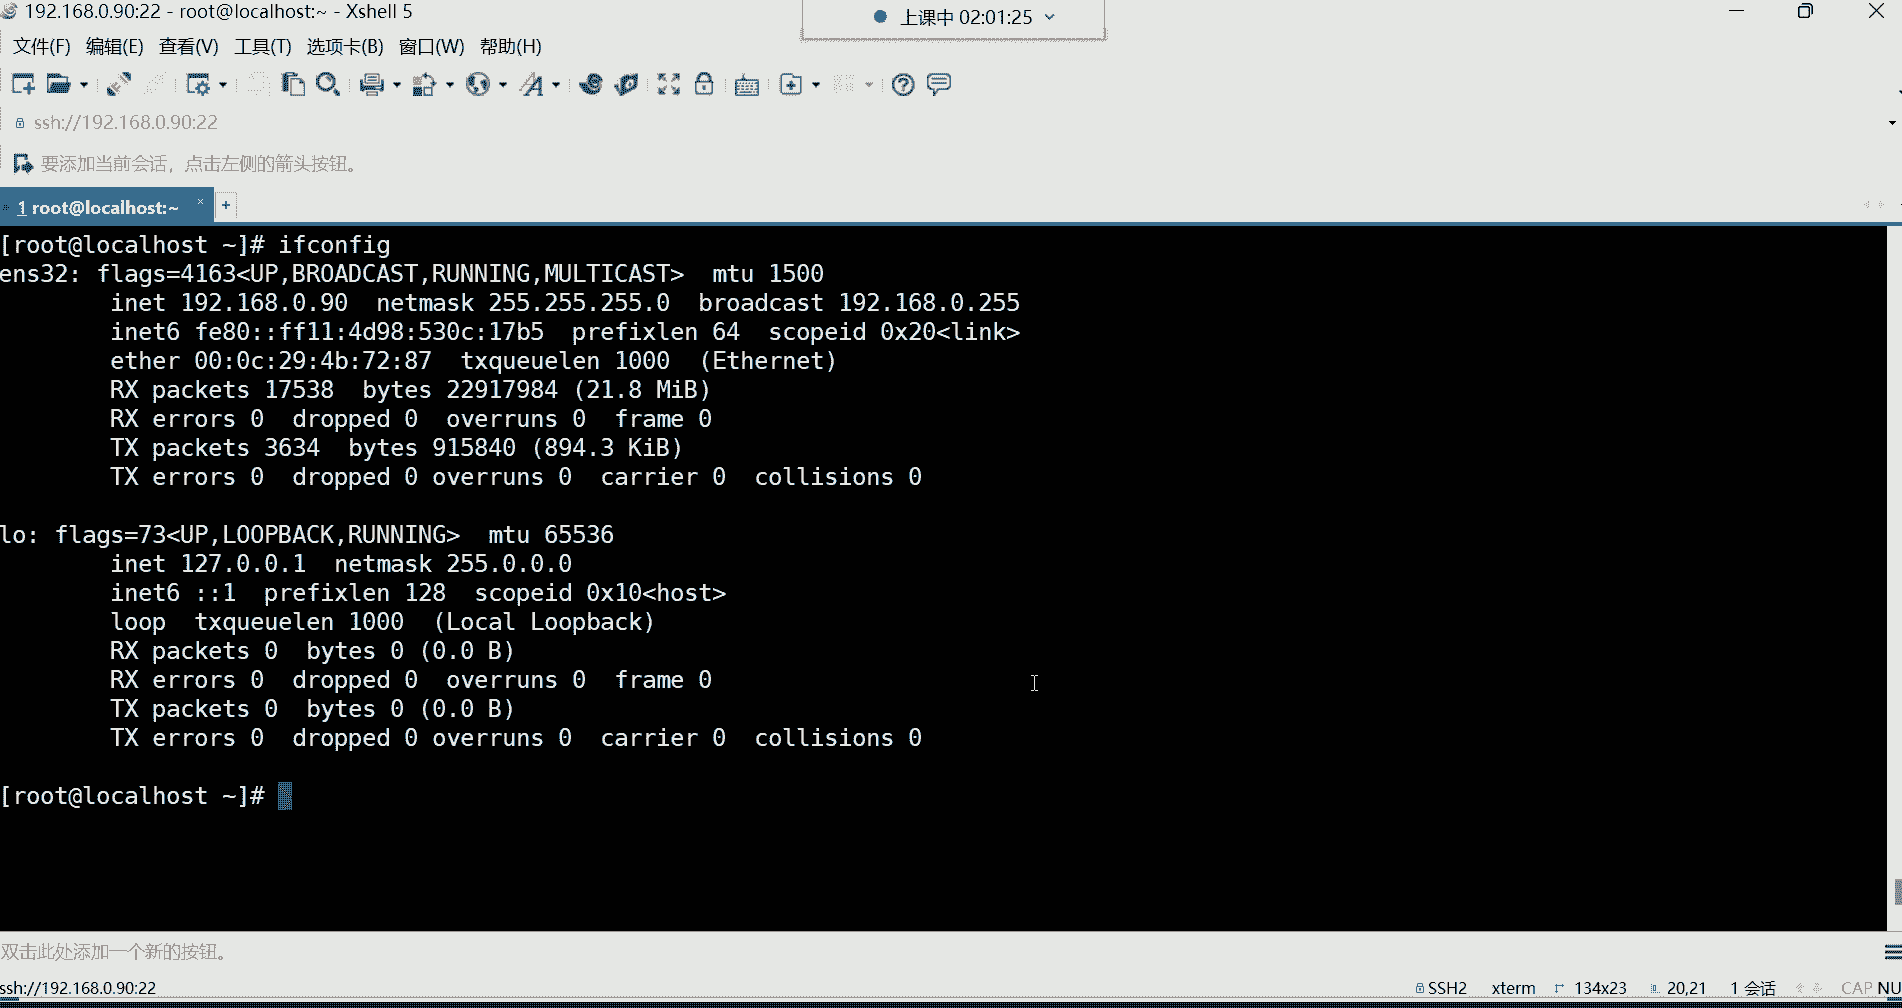 192.168.0.90:22 - root@localhost:~ - Xshell 5
上课中 02:01:25
文件(F) 编辑(E) 查看(V) 工具(T) 选项卡(B) 窗口(W) 帮助(H)
ssh://192.168.0.90:22
要添加当前会话，点击左侧的箭头按钮。
1 root@localhost:~ × +
[root@localhost ~]# ifconfig
ens32: flags=4163<UP,BROADCAST,RUNNING,MULTICAST>  mtu 1500
        inet 192.168.0.90  netmask 255.255.255.0  broadcast 192.168.0.255
        inet6 fe80::ff11:4d98:530c:17b5  prefixlen 64  scopeid 0x20<link>
        ether 00:0c:29:4b:72:87  txqueuelen 1000  (Ethernet)
        RX packets 17538  bytes 22917984 (21.8 MiB)
        RX errors 0  dropped 0  overruns 0  frame 0
        TX packets 3634  bytes 915840 (894.3 KiB)
        TX errors 0  dropped 0 overruns 0  carrier 0  collisions 0
lo: flags=73<UP,LOOPBACK,RUNNING>  mtu 65536
        inet 127.0.0.1  netmask 255.0.0.0
        inet6 ::1  prefixlen 128  scopeid 0x10<host>
        loop  txqueuelen 1000  (Local Loopback)
        RX packets 0  bytes 0 (0.0 B)
        RX errors 0  dropped 0  overruns 0  frame 0
        TX packets 0  bytes 0 (0.0 B)
        TX errors 0  dropped 0 overruns 0  carrier 0  collisions 0
[root@localhost ~]#
双击此处添加一个新的按钮。
ssh://192.168.0.90:22 SSH2 xterm 134x23 20,21 1 会话 CAP NU